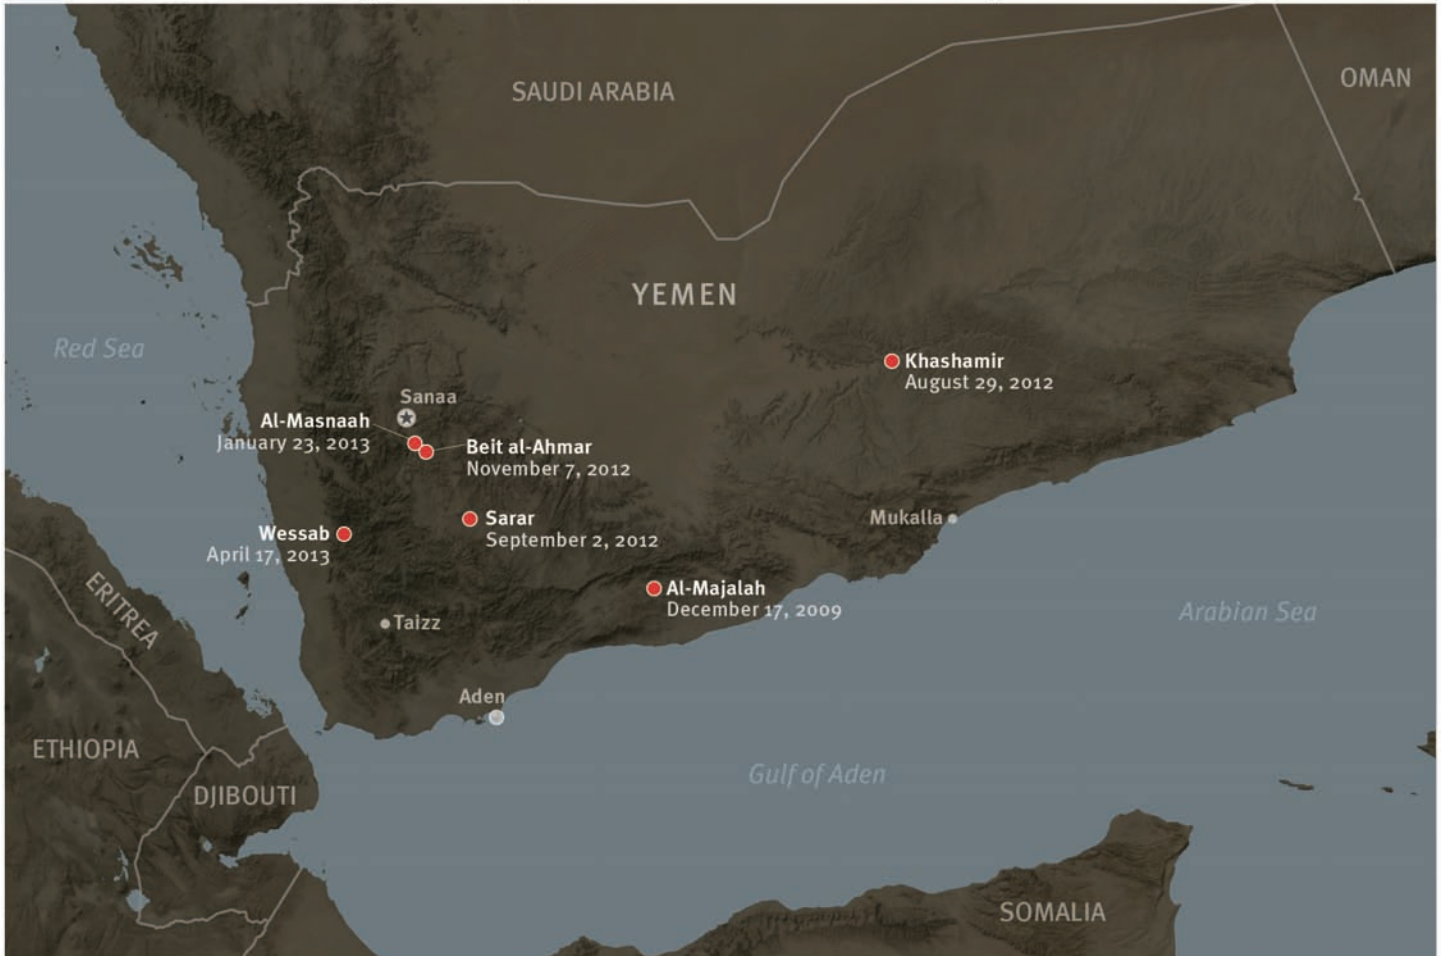 SAUDI ARABIA
OMAN
YEMEN
Red Sea
Khashamir
August 29, 2012
Sanaa
Al-Masnaah
January 23, 2013
Beit al-Ahmar
November 7, 2012
Sarar
September 2, 2012
Mukalla
Wessab
April 17, 2013
Al-Majalah
December 17, 2009
ERITREA
Taizz
Arabian Sea
Aden
ETHIOPIA
Gulf of Aden
DJIBOUTI
SOMALIA